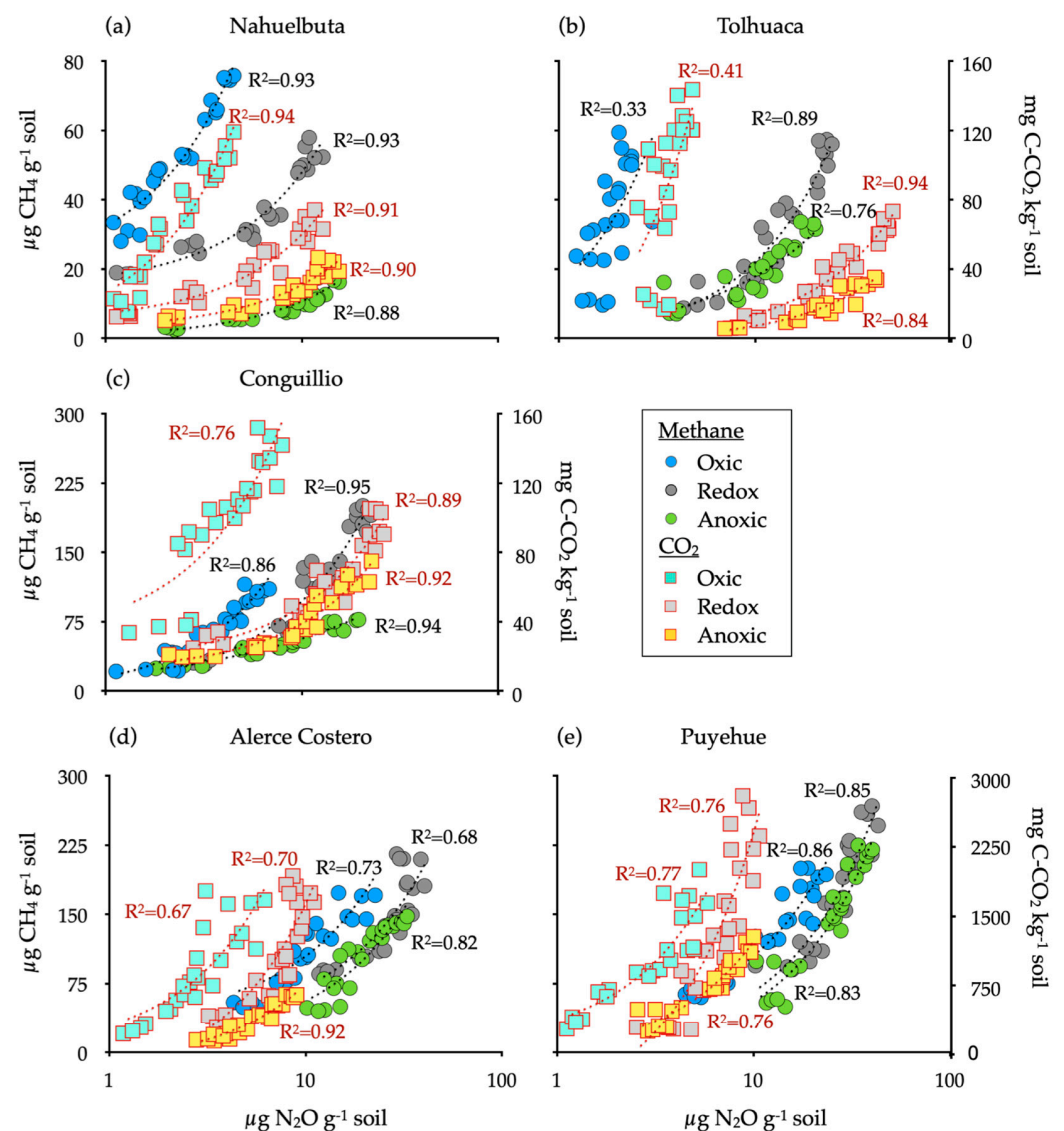 (a) Nahuelbuta
(b) Tolhuaca
µg CH₄ g⁻¹ soil
80
60
40
20
0
R²=0.93
R²=0.94
R²=0.93
R²=0.91
R²=0.90
R²=0.88
1
10
100
R²=0.41
R²=0.33
R²=0.89
R²=0.94
R²=0.76
R²=0.84
1
10
100
160
120
80
40
0
mg C-CO₂ kg⁻¹ soil
(c) Conguillio
µg CH₄ g⁻¹ soil
300
225
150
75
0
R²=0.76
R²=0.95
R²=0.89
R²=0.86
R²=0.92
R²=0.94
1
10
100
160
120
80
40
0
mg C-CO₂ kg⁻¹ soil
Methane
Oxic
Redox
Anoxic
CO₂
Oxic
Redox
Anoxic
(d) Alerce Costero
(e) Puyehue
µg CH₄ g⁻¹ soil
300
225
150
75
0
R²=0.68
R²=0.70
R²=0.73
R²=0.67
R²=0.82
R²=0.92
1
10
100
µg N₂O g⁻¹ soil
R²=0.85
R²=0.76
R²=0.86
R²=0.77
R²=0.83
R²=0.76
1
10
100
µg N₂O g⁻¹ soil
3000
2250
1500
750
0
mg C-CO₂ kg⁻¹ soil